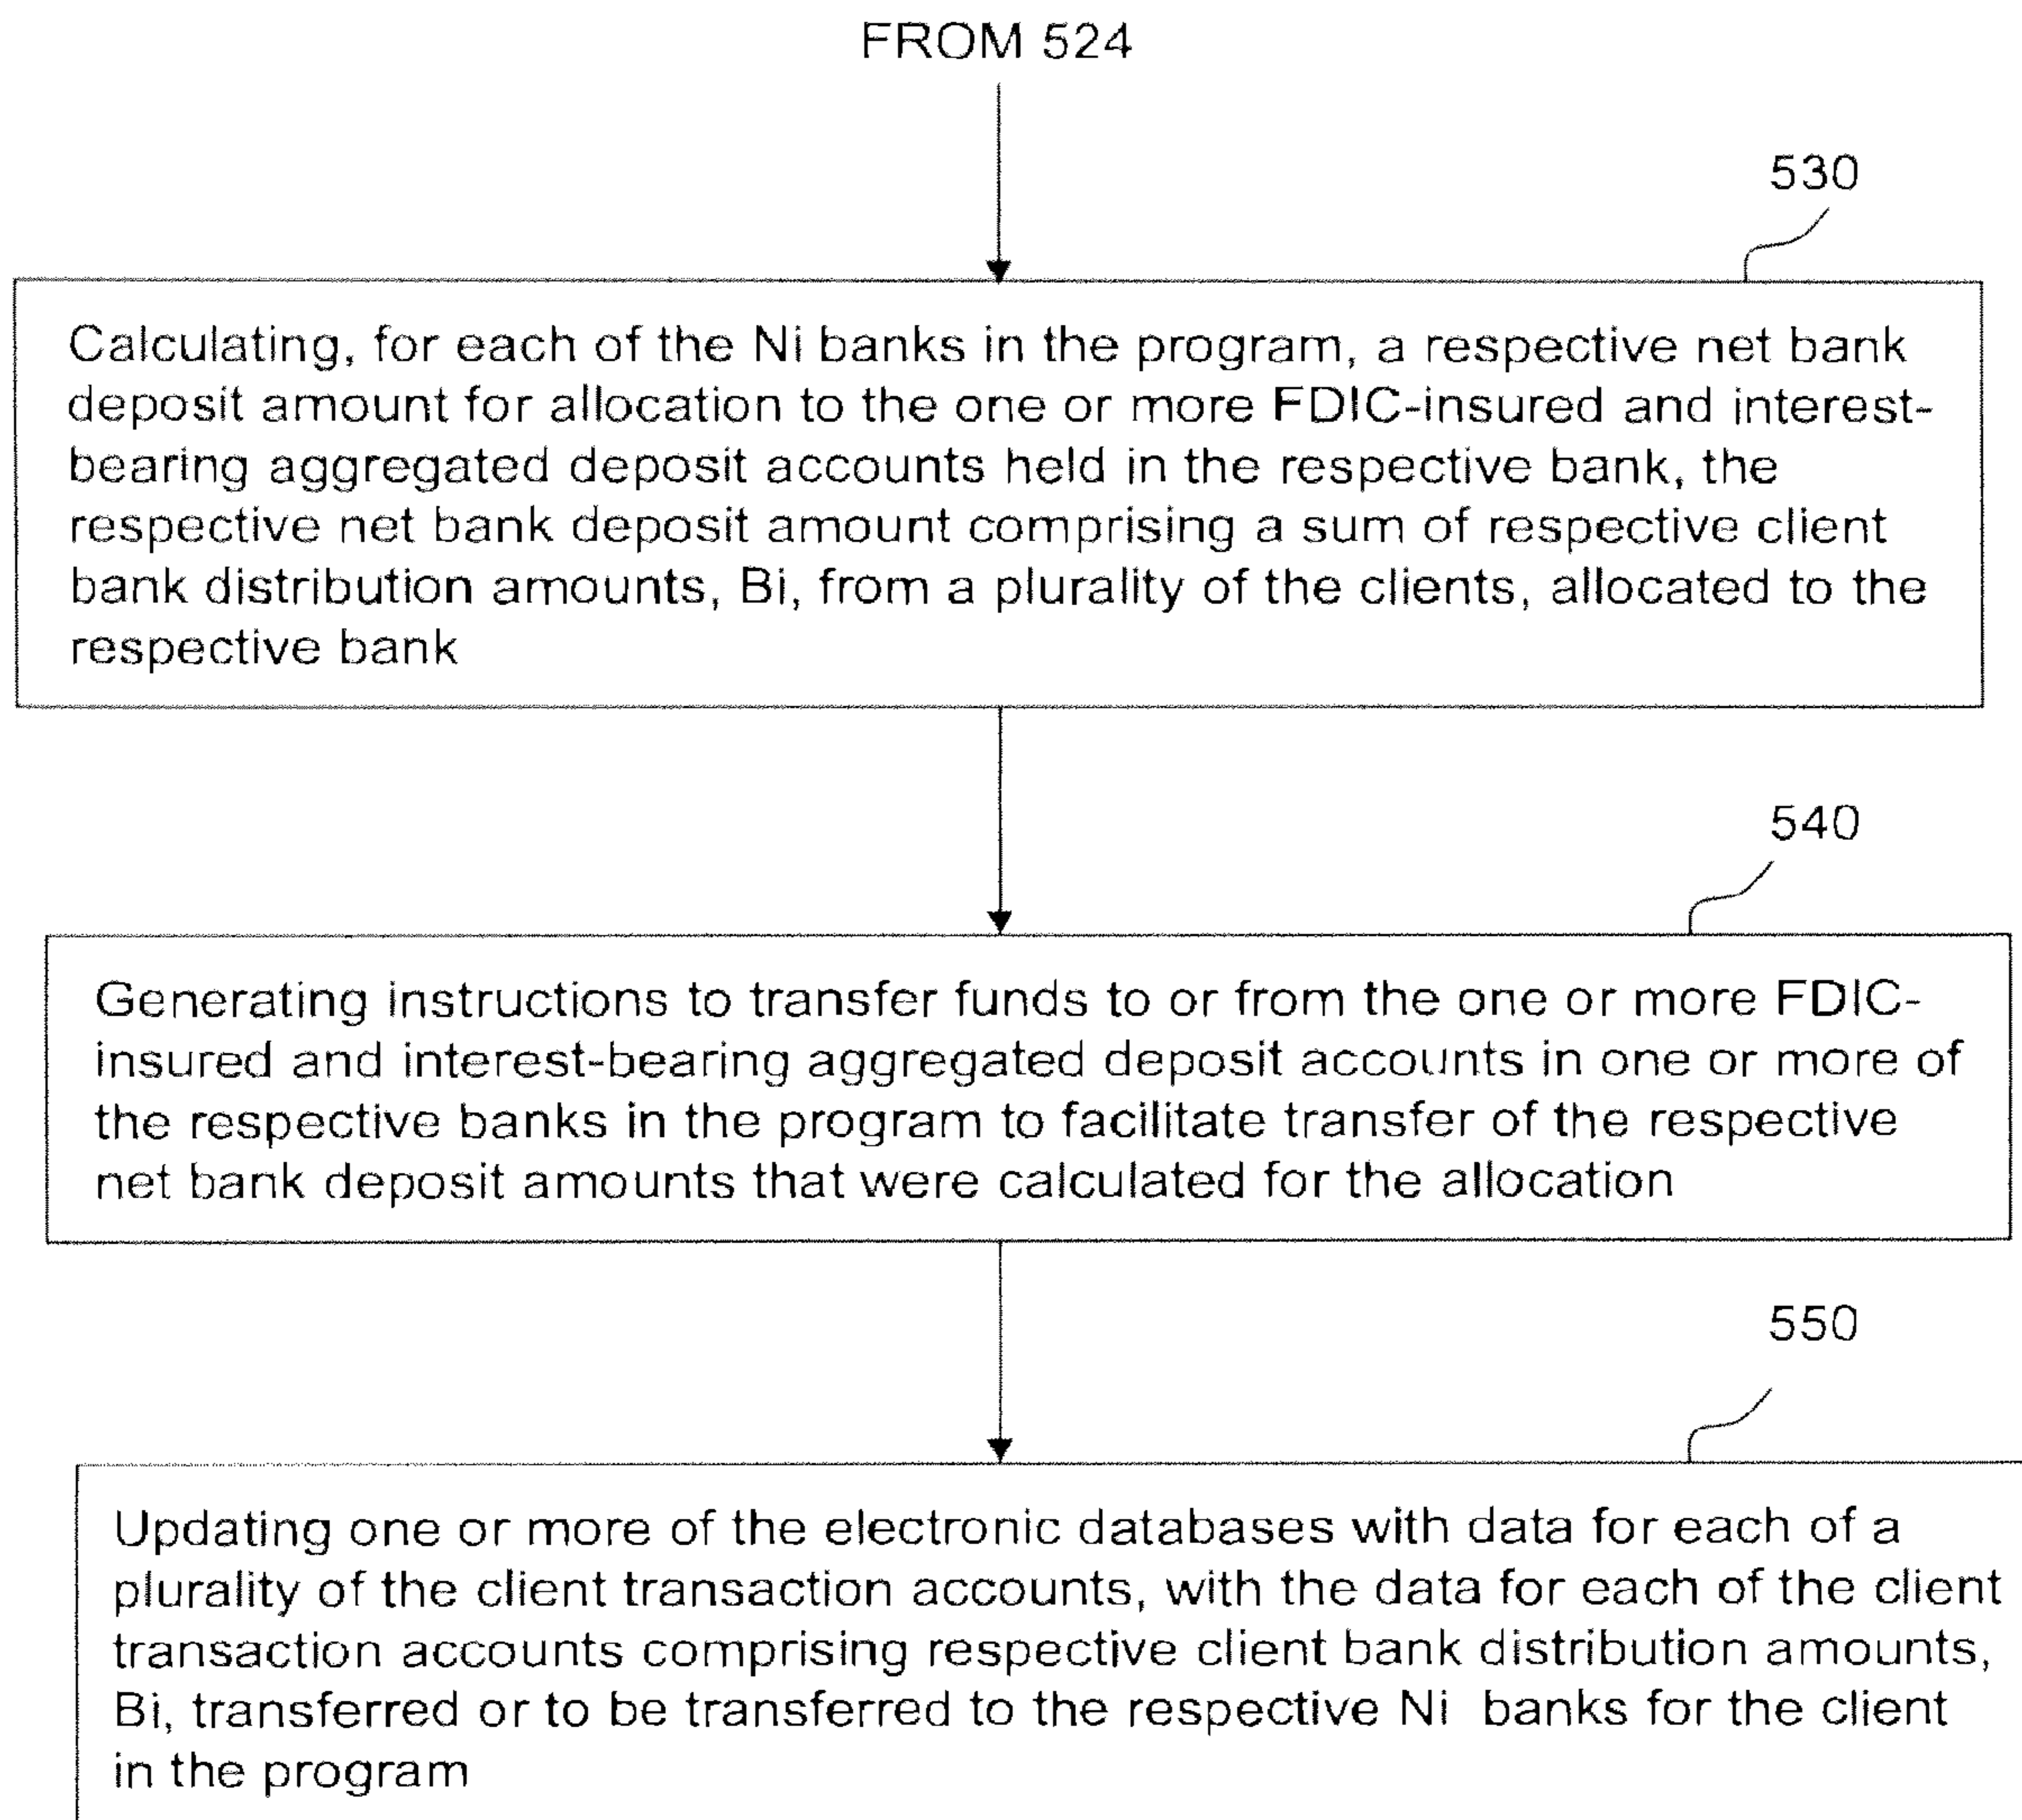 FROM 524
530
Calculating, for each of the Ni banks in the program, a respective net bank
deposit amount for allocation to the one or more FDIC-insured and interest-
bearing aggregated deposit accounts held in the respective bank, the
respective net bank deposit amount comprising a sum of respective client
bank distribution amounts, Bi, from a plurality of the clients, allocated to the
respective bank
540
Generating instructions to transfer funds to or from the one or more FDIC-
insured and interest-bearing aggregated deposit accounts in one or more of
the respective banks in the program to facilitate transfer of the respective
net bank deposit amounts that were calculated for the allocation
550
Updating one or more of the electronic databases with data for each of a
plurality of the client transaction accounts, with the data for each of the client
transaction accounts comprising respective client bank distribution amounts,
Bi, transferred or to be transferred to the respective Ni banks for the client
in the program